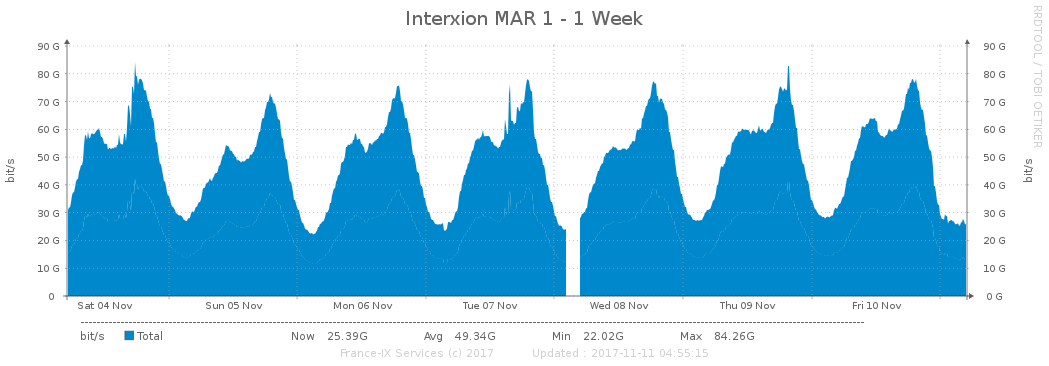 Interxion MAR 1 - 1 Week
RRDTOOL / TOBI OETIKER
90 G 90 G
80 G 80 G
70 G 70 G
60 G 60 G
50 G 50 G
40 G 40 G
30 G 30 G
20 G 20 G
10 G 10 G
0 0 G
bit/s bit/s
Sat 04 Nov Sun 05 Nov Mon 06 Nov Tue 07 Nov Wed 08 Nov Thu 09 Nov Fri 10 Nov
bit/s Total Now 25.39G Avg 49.34G Min 22.02G Max 84.26G
France-IX Services (c) 2017 Updated : 2017-11-11 04:55:15